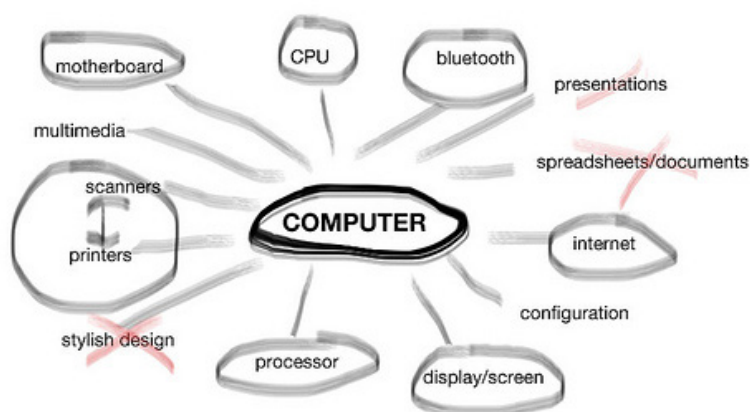 CPU
motherboard
bluetooth
presentations
multimedia
spreadsheets/documents
scanners
COMPUTER
printers
internet
configuration
stylish design
processor
display/screen